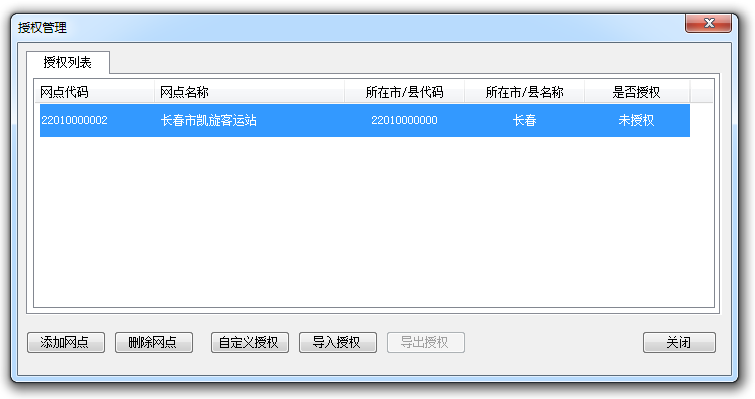 授权管理
授权列表
网点代码 网点名称 所在市/县代码 所在市/县名称 是否授权
22010000002 长春市凯旋客运站 22010000000 长春 未授权
添加网点 删除网点 自定义授权 导入授权 导出授权 关闭